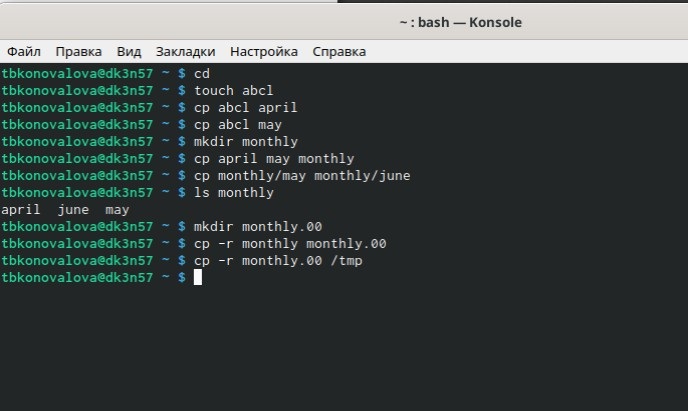 ~ : bash — Konsole
Файл Правка Вид Закладки Настройка Справка
tbkonovalova@dk3n57 ~ $ cd
tbkonovalova@dk3n57 ~ $ touch abcl
tbkonovalova@dk3n57 ~ $ cp abcl april
tbkonovalova@dk3n57 ~ $ cp abcl may
tbkonovalova@dk3n57 ~ $ mkdir monthly
tbkonovalova@dk3n57 ~ $ cp april may monthly
tbkonovalova@dk3n57 ~ $ cp monthly/may monthly/june
tbkonovalova@dk3n57 ~ $ ls monthly
april june may
tbkonovalova@dk3n57 ~ $ mkdir monthly.00
tbkonovalova@dk3n57 ~ $ cp -r monthly monthly.00
tbkonovalova@dk3n57 ~ $ cp -r monthly.00 /tmp
tbkonovalova@dk3n57 ~ $